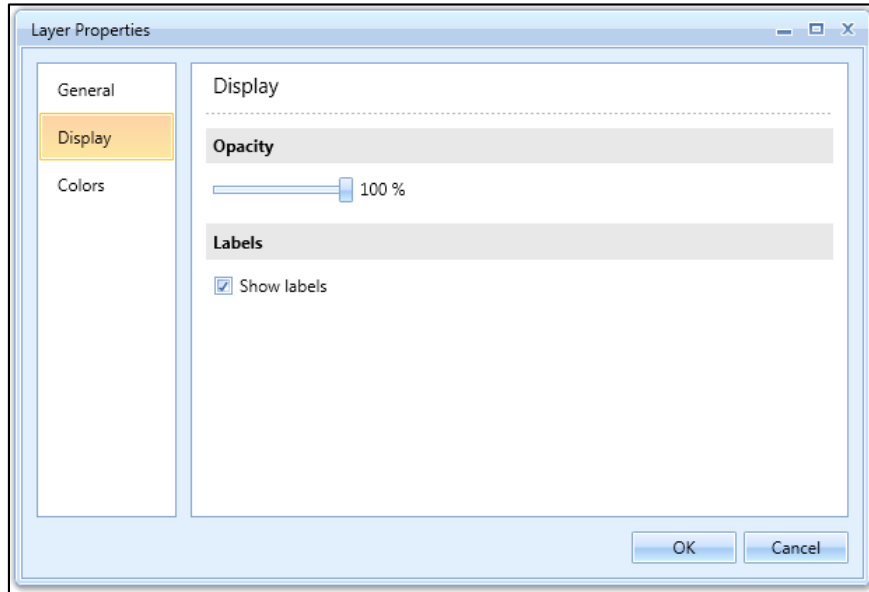 Layer Properties
General
Display
Colors
Display
Opacity
100 %
Labels
Show labels
OK
Cancel